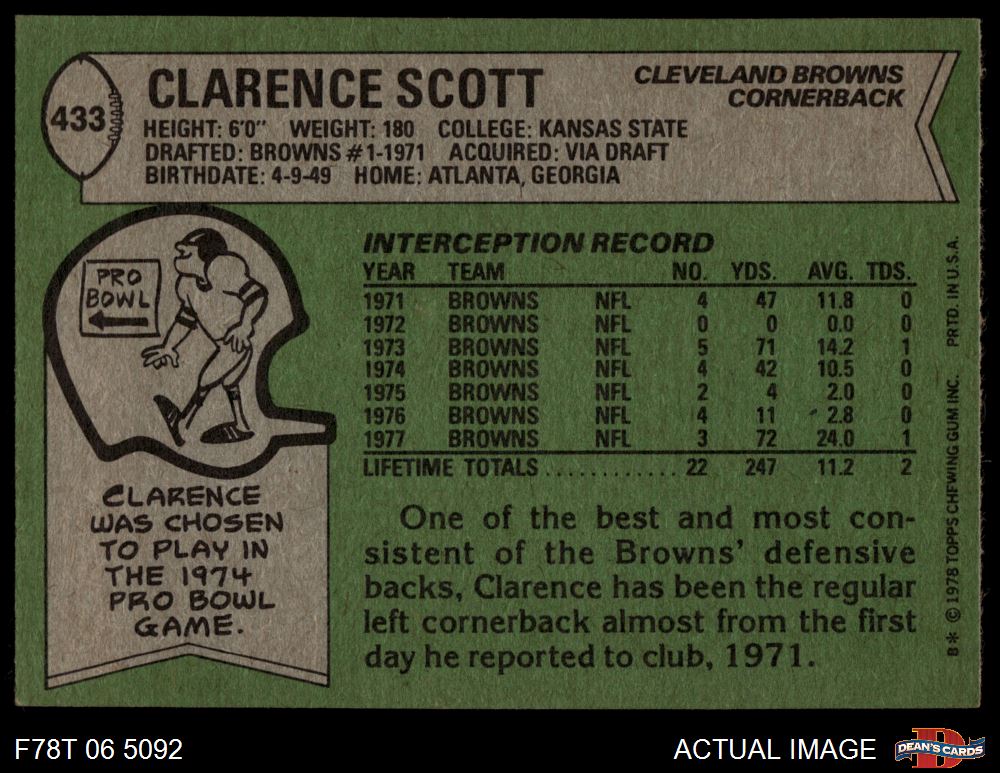 433
CLARENCE SCOTT
CLEVELAND BROWNS
CORNERBACK
HEIGHT: 6'0" WEIGHT: 180 COLLEGE: KANSAS STATE
DRAFTED: BROWNS #1-1971 ACQUIRED: VIA DRAFT
BIRTHDATE: 4-9-49 HOME: ATLANTA, GEORGIA
PRO
BOWL
CLARENCE
WAS CHOSEN
TO PLAY IN
THE 1974
PRO BOWL
GAME.
INTERCEPTION RECORD
YEAR TEAM NO. YDS. AVG. TDS.
1971 BROWNS NFL 4 47 11.8 0
1972 BROWNS NFL 0 0 0.0 0
1973 BROWNS NFL 5 71 14.2 1
1974 BROWNS NFL 4 42 10.5 0
1975 BROWNS NFL 2 4 2.0 0
1976 BROWNS NFL 4 11 2.8 0
1977 BROWNS NFL 3 72 24.0 1
LIFETIME TOTALS............ 22 247 11.2 2
One of the best and most con-
sistent of the Browns' defensive
backs, Clarence has been the regular
left cornerback almost from the first
day he reported to club, 1971.
B* © 1978 TOPPS CHEWING GUM INC. PRTD. IN U.S.A.
F78T 06 5092
ACTUAL IMAGE
D
DEAN'S CARDS